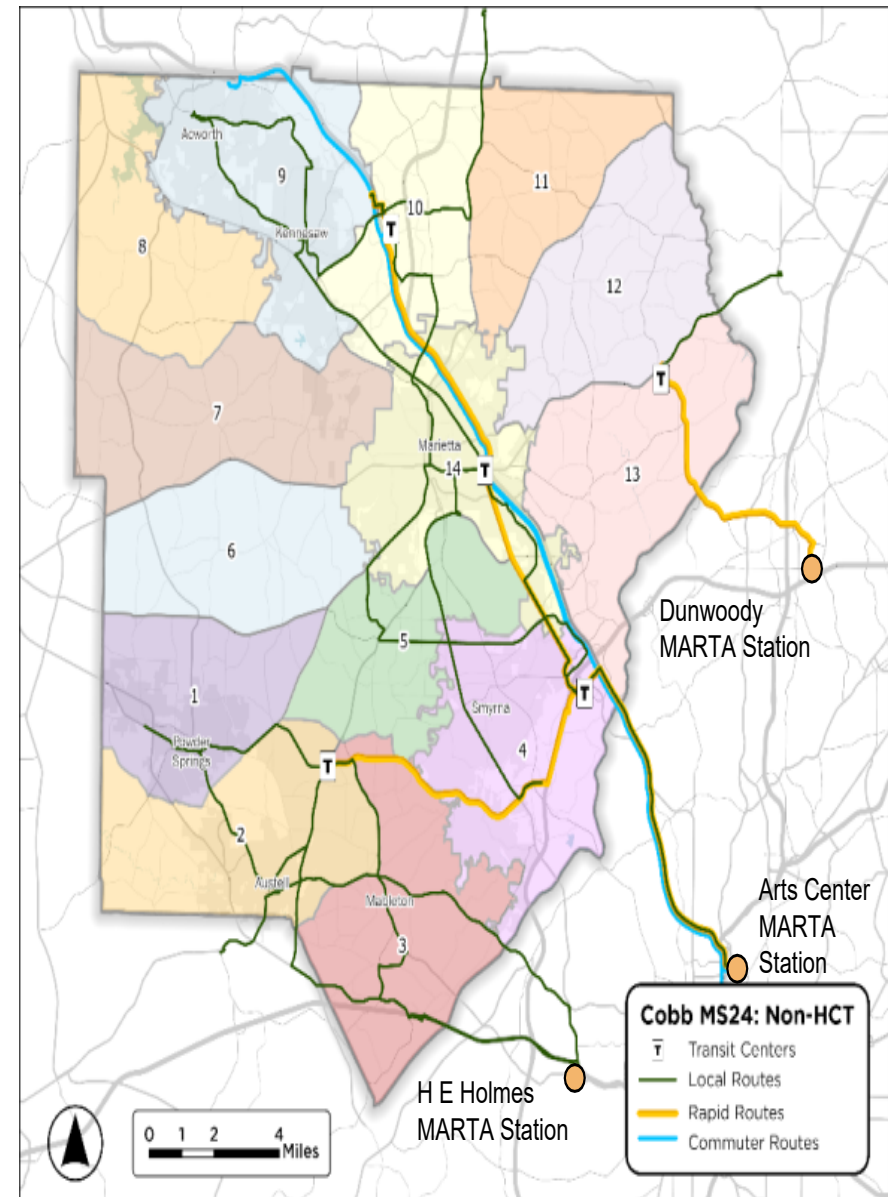 Acworth
9
10
11
T
Kennesaw
8
12
T
7
Marietta
14
T
13
6
Dunwoody
MARTA Station
5
1
T
Smyrna
Powder
Springs
4
T
2
Austell
Mableton
3
Arts Center
MARTA
Station
H E Holmes
MARTA Station
0 1 2 4
Miles
Cobb MS24: Non-HCT
T Transit Centers
Local Routes
Rapid Routes
Commuter Routes